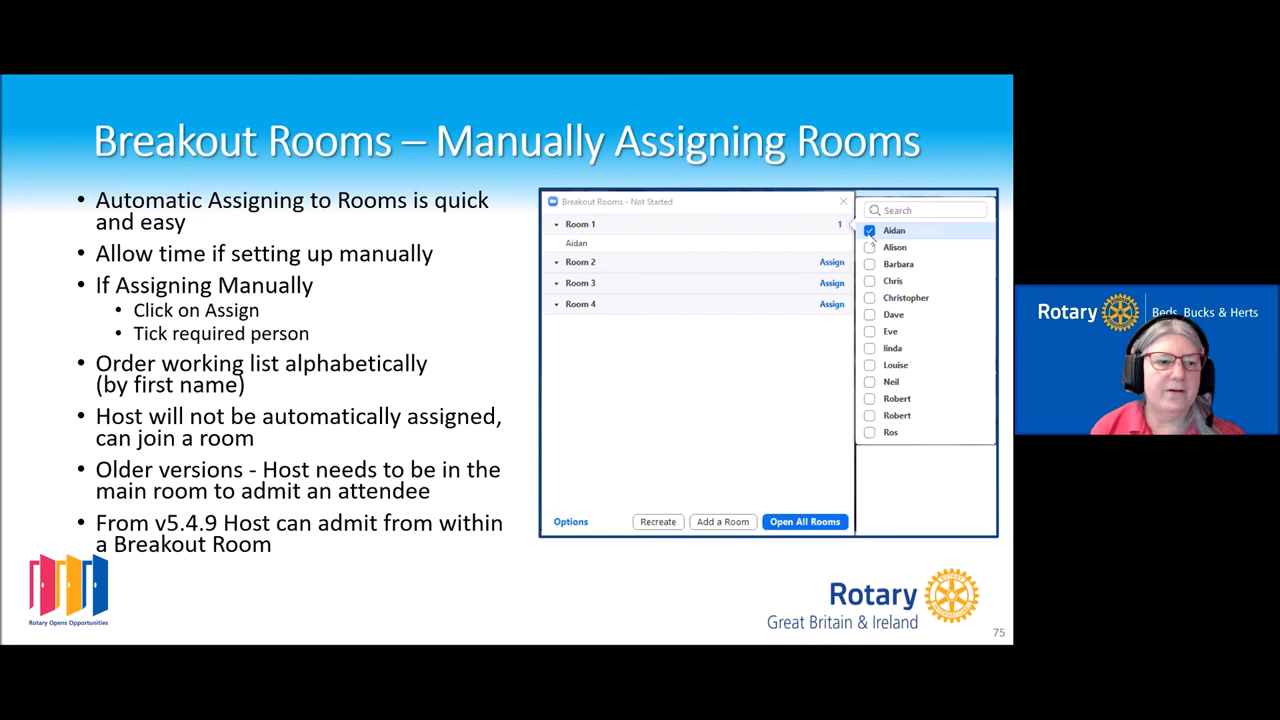 Breakout Rooms – Manually Assigning Rooms
• Automatic Assigning to Rooms is quick
and easy
• Allow time if setting up manually
• If Assigning Manually
• Click on Assign
• Tick required person
• Order working list alphabetically
(by first name)
• Host will not be automatically assigned,
can join a room
• Older versions - Host needs to be in the
main room to admit an attendee
• From v5.4.9 Host can admit from within
a Breakout Room
Breakout Rooms - Not Started
Room 1 1
Aidan
Room 2 Assign
Room 3 Assign
Room 4 Assign
Options Recreate Add a Room Open All Rooms
Search
Aidan
Alison
Barbara
Chris
Christopher
Dave
Eve
linda
Louise
Neil
Robert
Robert
Ros
Rotary Opens Opportunities
Rotary
Great Britain & Ireland
75
Rotary Beds, Bucks & Herts